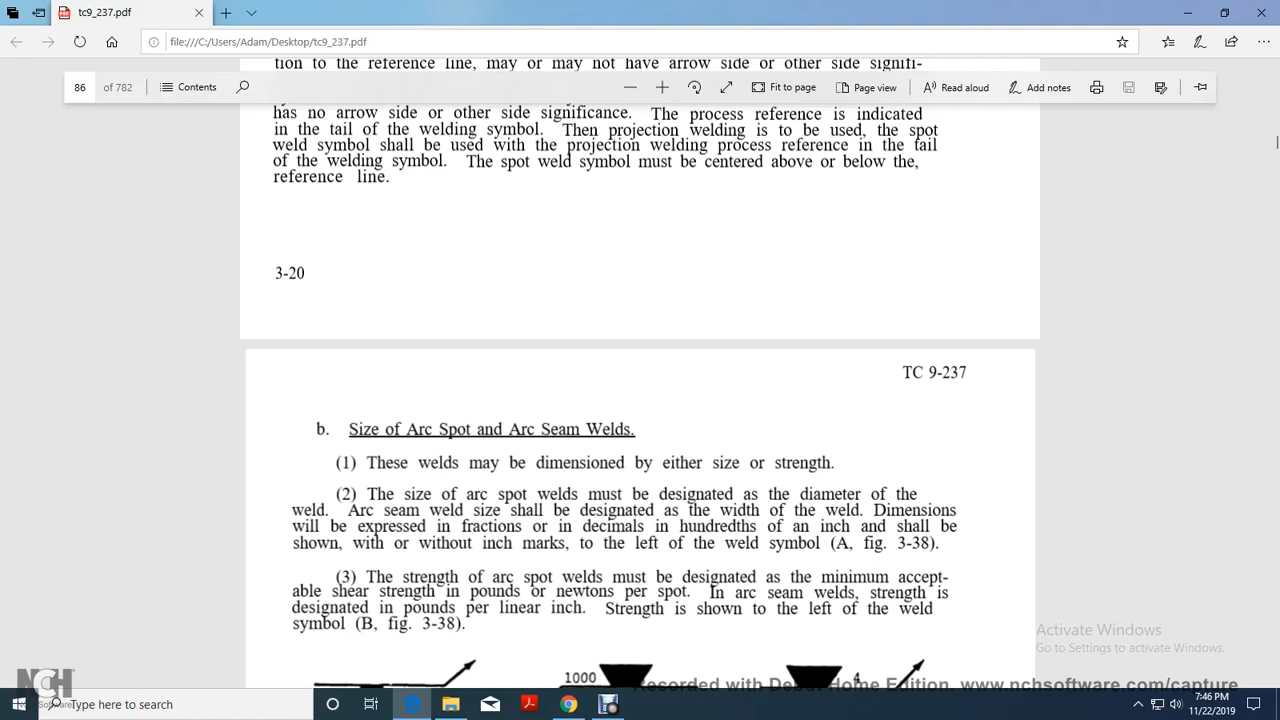 tc9_237.pdf
file:///C:/Users/Adam/Desktop/tc9_237.pdf
tion to the reference line, may or may not have arrow side or other side signifi-
86 of 782 Contents Fit to page Page view Read aloud Add notes
has no arrow side or other side significance. The process reference is indicated
in the tail of the welding symbol. Then projection welding is to be used, the spot
weld symbol shall be used with the projection welding process reference in the tail
of the welding symbol. The spot weld symbol must be centered above or below the,
reference line.
3-20
TC 9-237
b. Size of Arc Spot and Arc Seam Welds.
(1) These welds may be dimensioned by either size or strength.
(2) The size of arc spot welds must be designated as the diameter of the
weld. Arc seam weld size shall be designated as the width of the weld. Dimensions
will be expressed in fractions or in decimals in hundredths of an inch and shall be
shown, with or without inch marks, to the left of the weld symbol (A, fig. 3-38).
(3) The strength of arc spot welds must be designated as the minimum accept-
able shear strength in pounds or newtons per spot. In arc seam welds, strength is
designated in pounds per linear inch. Strength is shown to the left of the weld
symbol (B, fig. 3-38).
Activate Windows
Go to Settings to activate Windows.
1000 4
NCH
Software
Recorded with Debut Home Edition. www.nchsoftware.com/capture
Type here to search
7:46 PM
11/22/2019